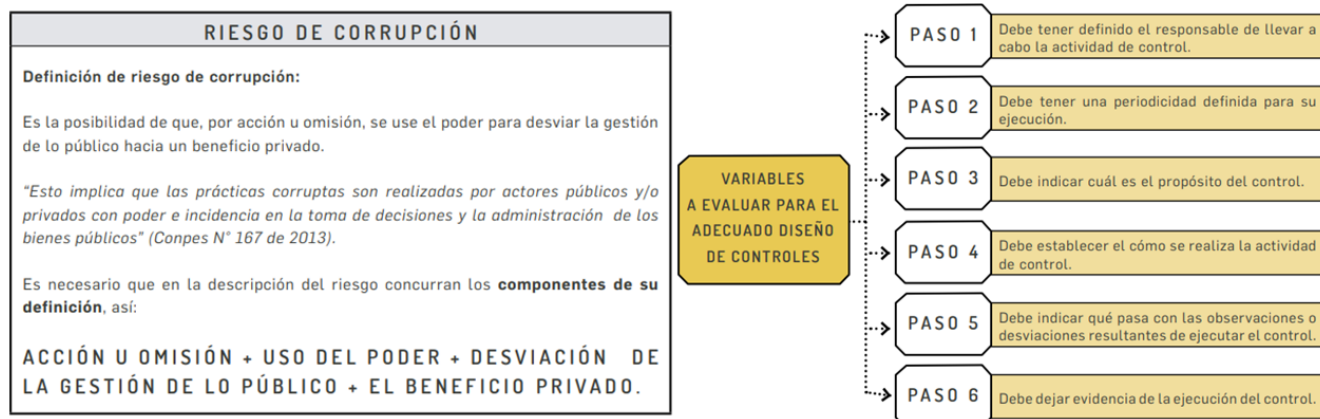 RIESGO DE CORRUPCIÓN
Definición de riesgo de corrupción:
Es la posibilidad de que, por acción u omisión, se use el poder para desviar la gestión
de lo público hacia un beneficio privado.
"Esto implica que las prácticas corruptas son realizadas por actores públicos y/o
privados con poder e incidencia en la toma de decisiones y la administración de los
bienes públicos" (Conpes N° 167 de 2013).
Es necesario que en la descripción del riesgo concurran los componentes de su
definición, así:
ACCIÓN U OMISIÓN + USO DEL PODER + DESVIACIÓN DE
LA GESTIÓN DE LO PÚBLICO + EL BENEFICIO PRIVADO.
VARIABLES
A EVALUAR PARA EL
ADECUADO DISEÑO
DE CONTROLES
PASO 1
Debe tener definido el responsable de llevar a
cabo la actividad de control.
PASO 2
Debe tener una periodicidad definida para su
ejecución.
PASO 3
Debe indicar cuál es el propósito del control.
PASO 4
Debe establecer el cómo se realiza la actividad
de control.
PASO 5
Debe indicar qué pasa con las observaciones o
desviaciones resultantes de ejecutar el control.
PASO 6
Debe dejar evidencia de la ejecución del control.